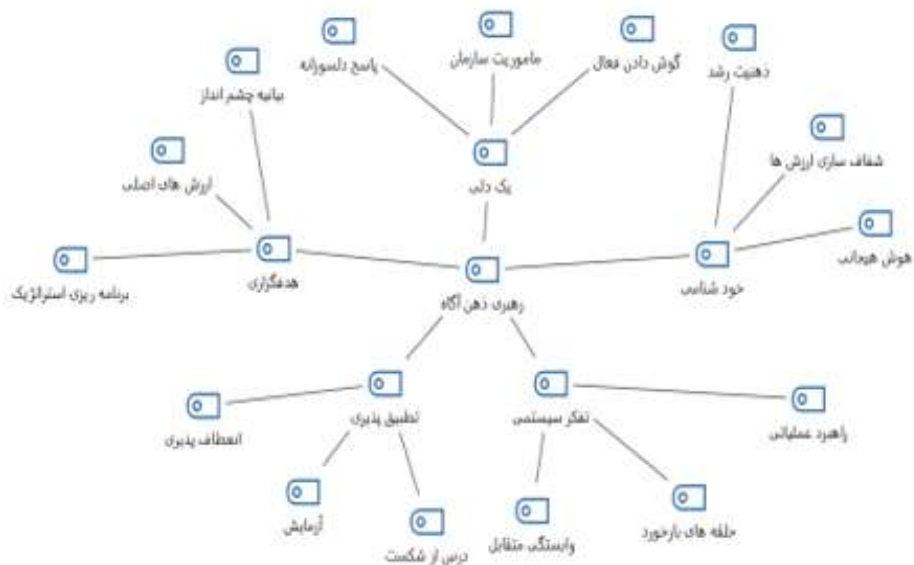 گوش دادن فعال
ماموریت سازمان
پاسخ دلسوزانه
ذهنیت رشد
بیانیه چشم انداز
شفاف سازی ارزش ها
یک دلی
ارزش های اصلی
هوش هیجانی
خود شناسی
هدفگزاری
برنامه ریزی استراتژیک
رهبری ذهن آگاه
راهبرد عملیاتی
تفکر سیستمی
تطبیق پذیری
انعطاف پذیری
حلقه های بازخورد
وابستگی متقابل
آزمایش
درس از شکست